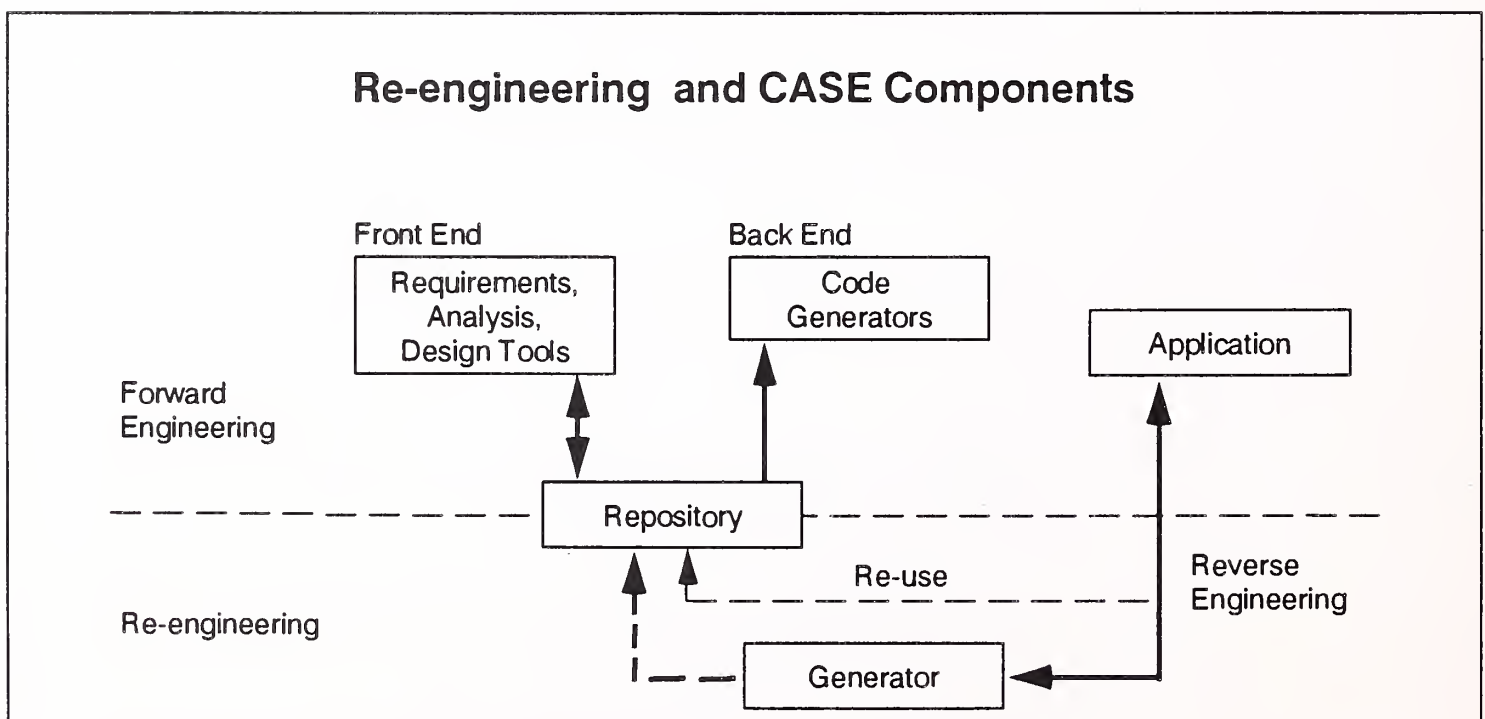 Re-engineering and CASE Components
Front End
Requirements,
Analysis,
Design Tools
Back End
Code
Generators
Application
Forward
Engineering
Repository
Re-use
Reverse
Engineering
Re-engineering
Generator